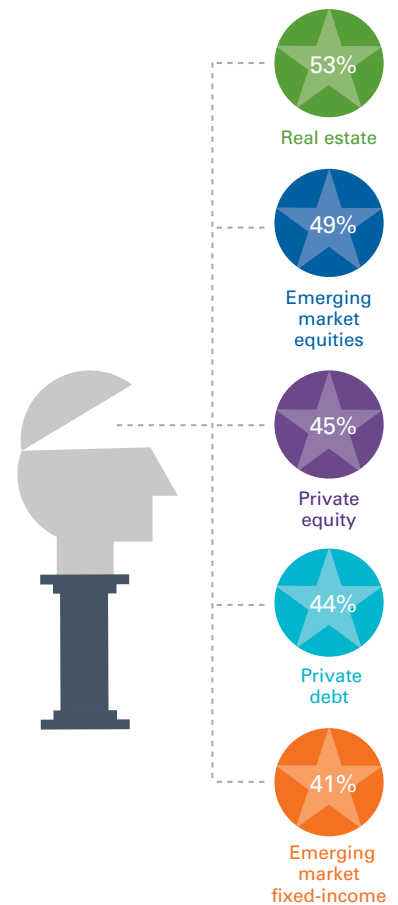 53%
Real estate
49%
Emerging
market
equities
45%
Private
equity
44%
Private
debt
41%
Emerging
market
fixed-income